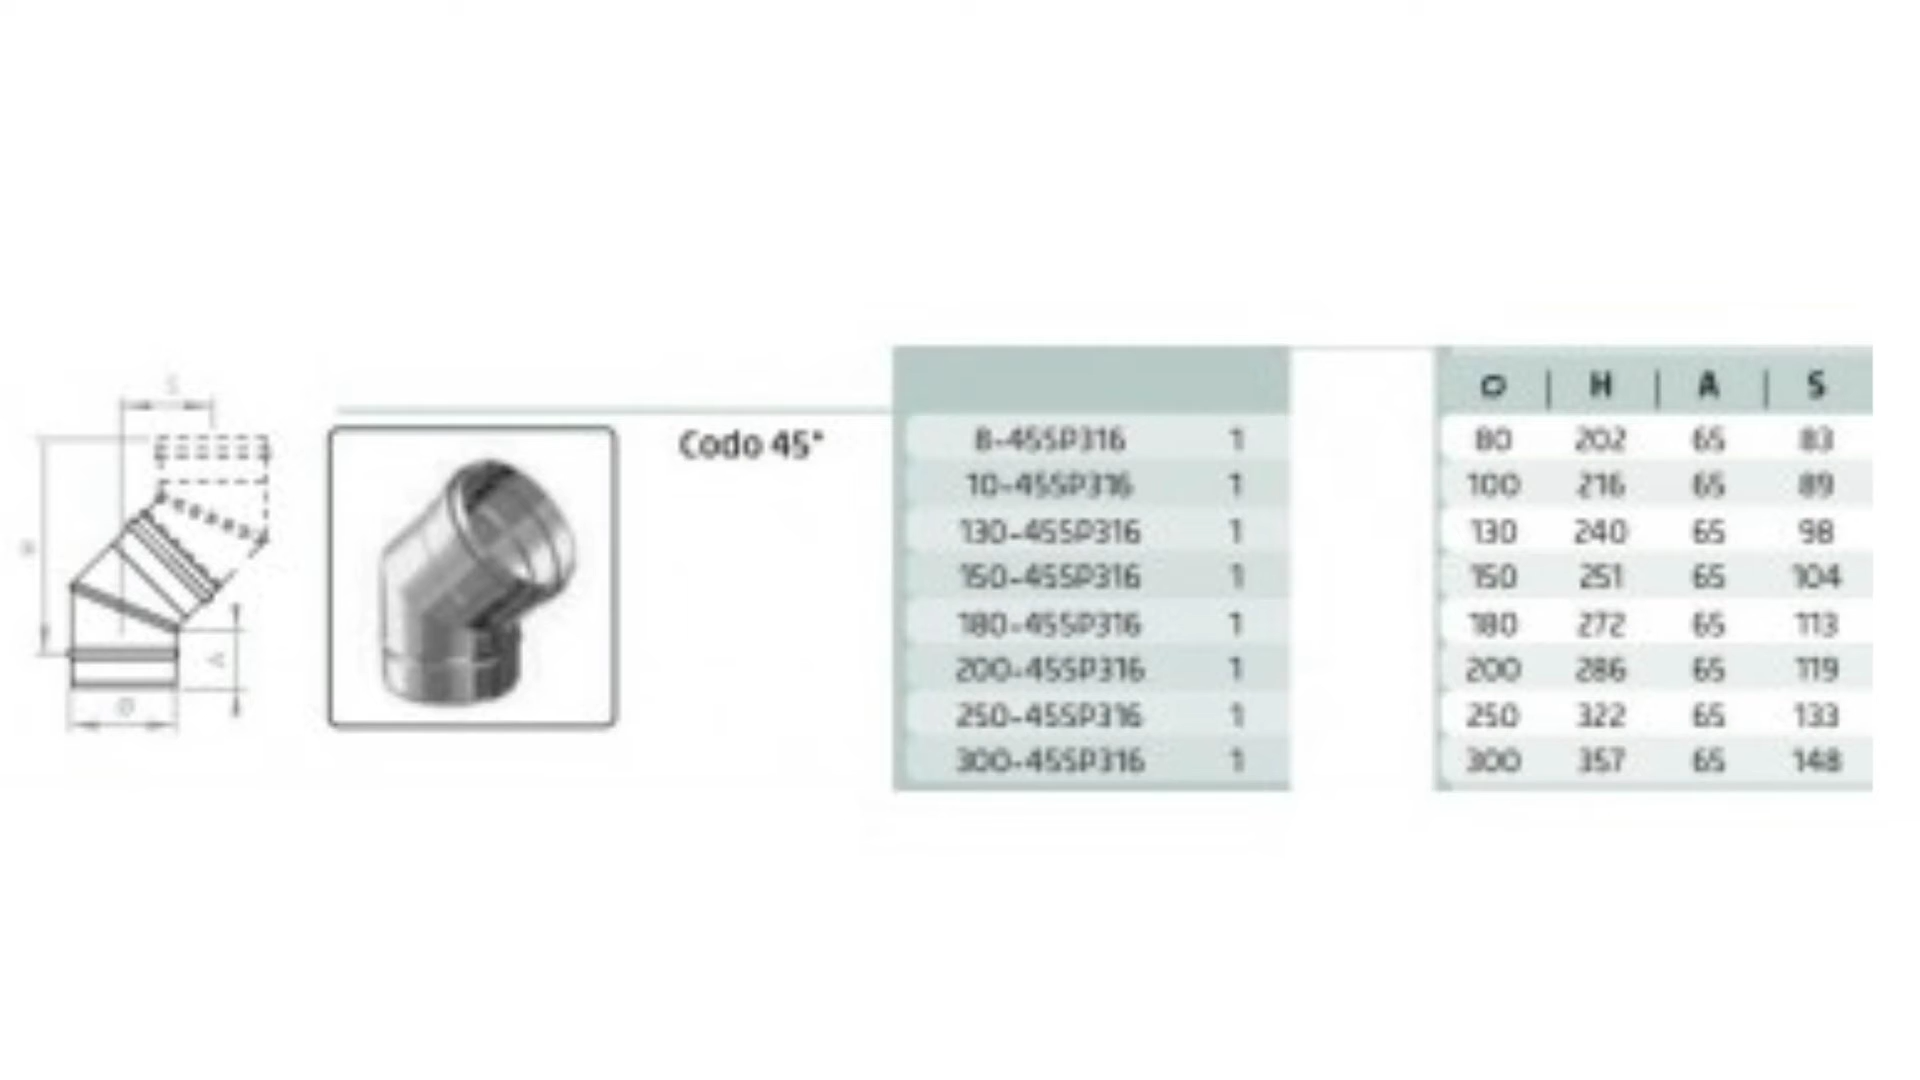 Ø | H | A | S
Codo 45°
8-45SP316 1 80 202 65 83
10-45SP316 1 100 216 65 89
130-45SP316 1 130 240 65 98
150-45SP316 1 150 251 65 104
180-45SP316 1 180 272 65 113
200-45SP316 1 200 286 65 119
250-45SP316 1 250 322 65 133
300-45SP316 1 300 357 65 148
A
Ø